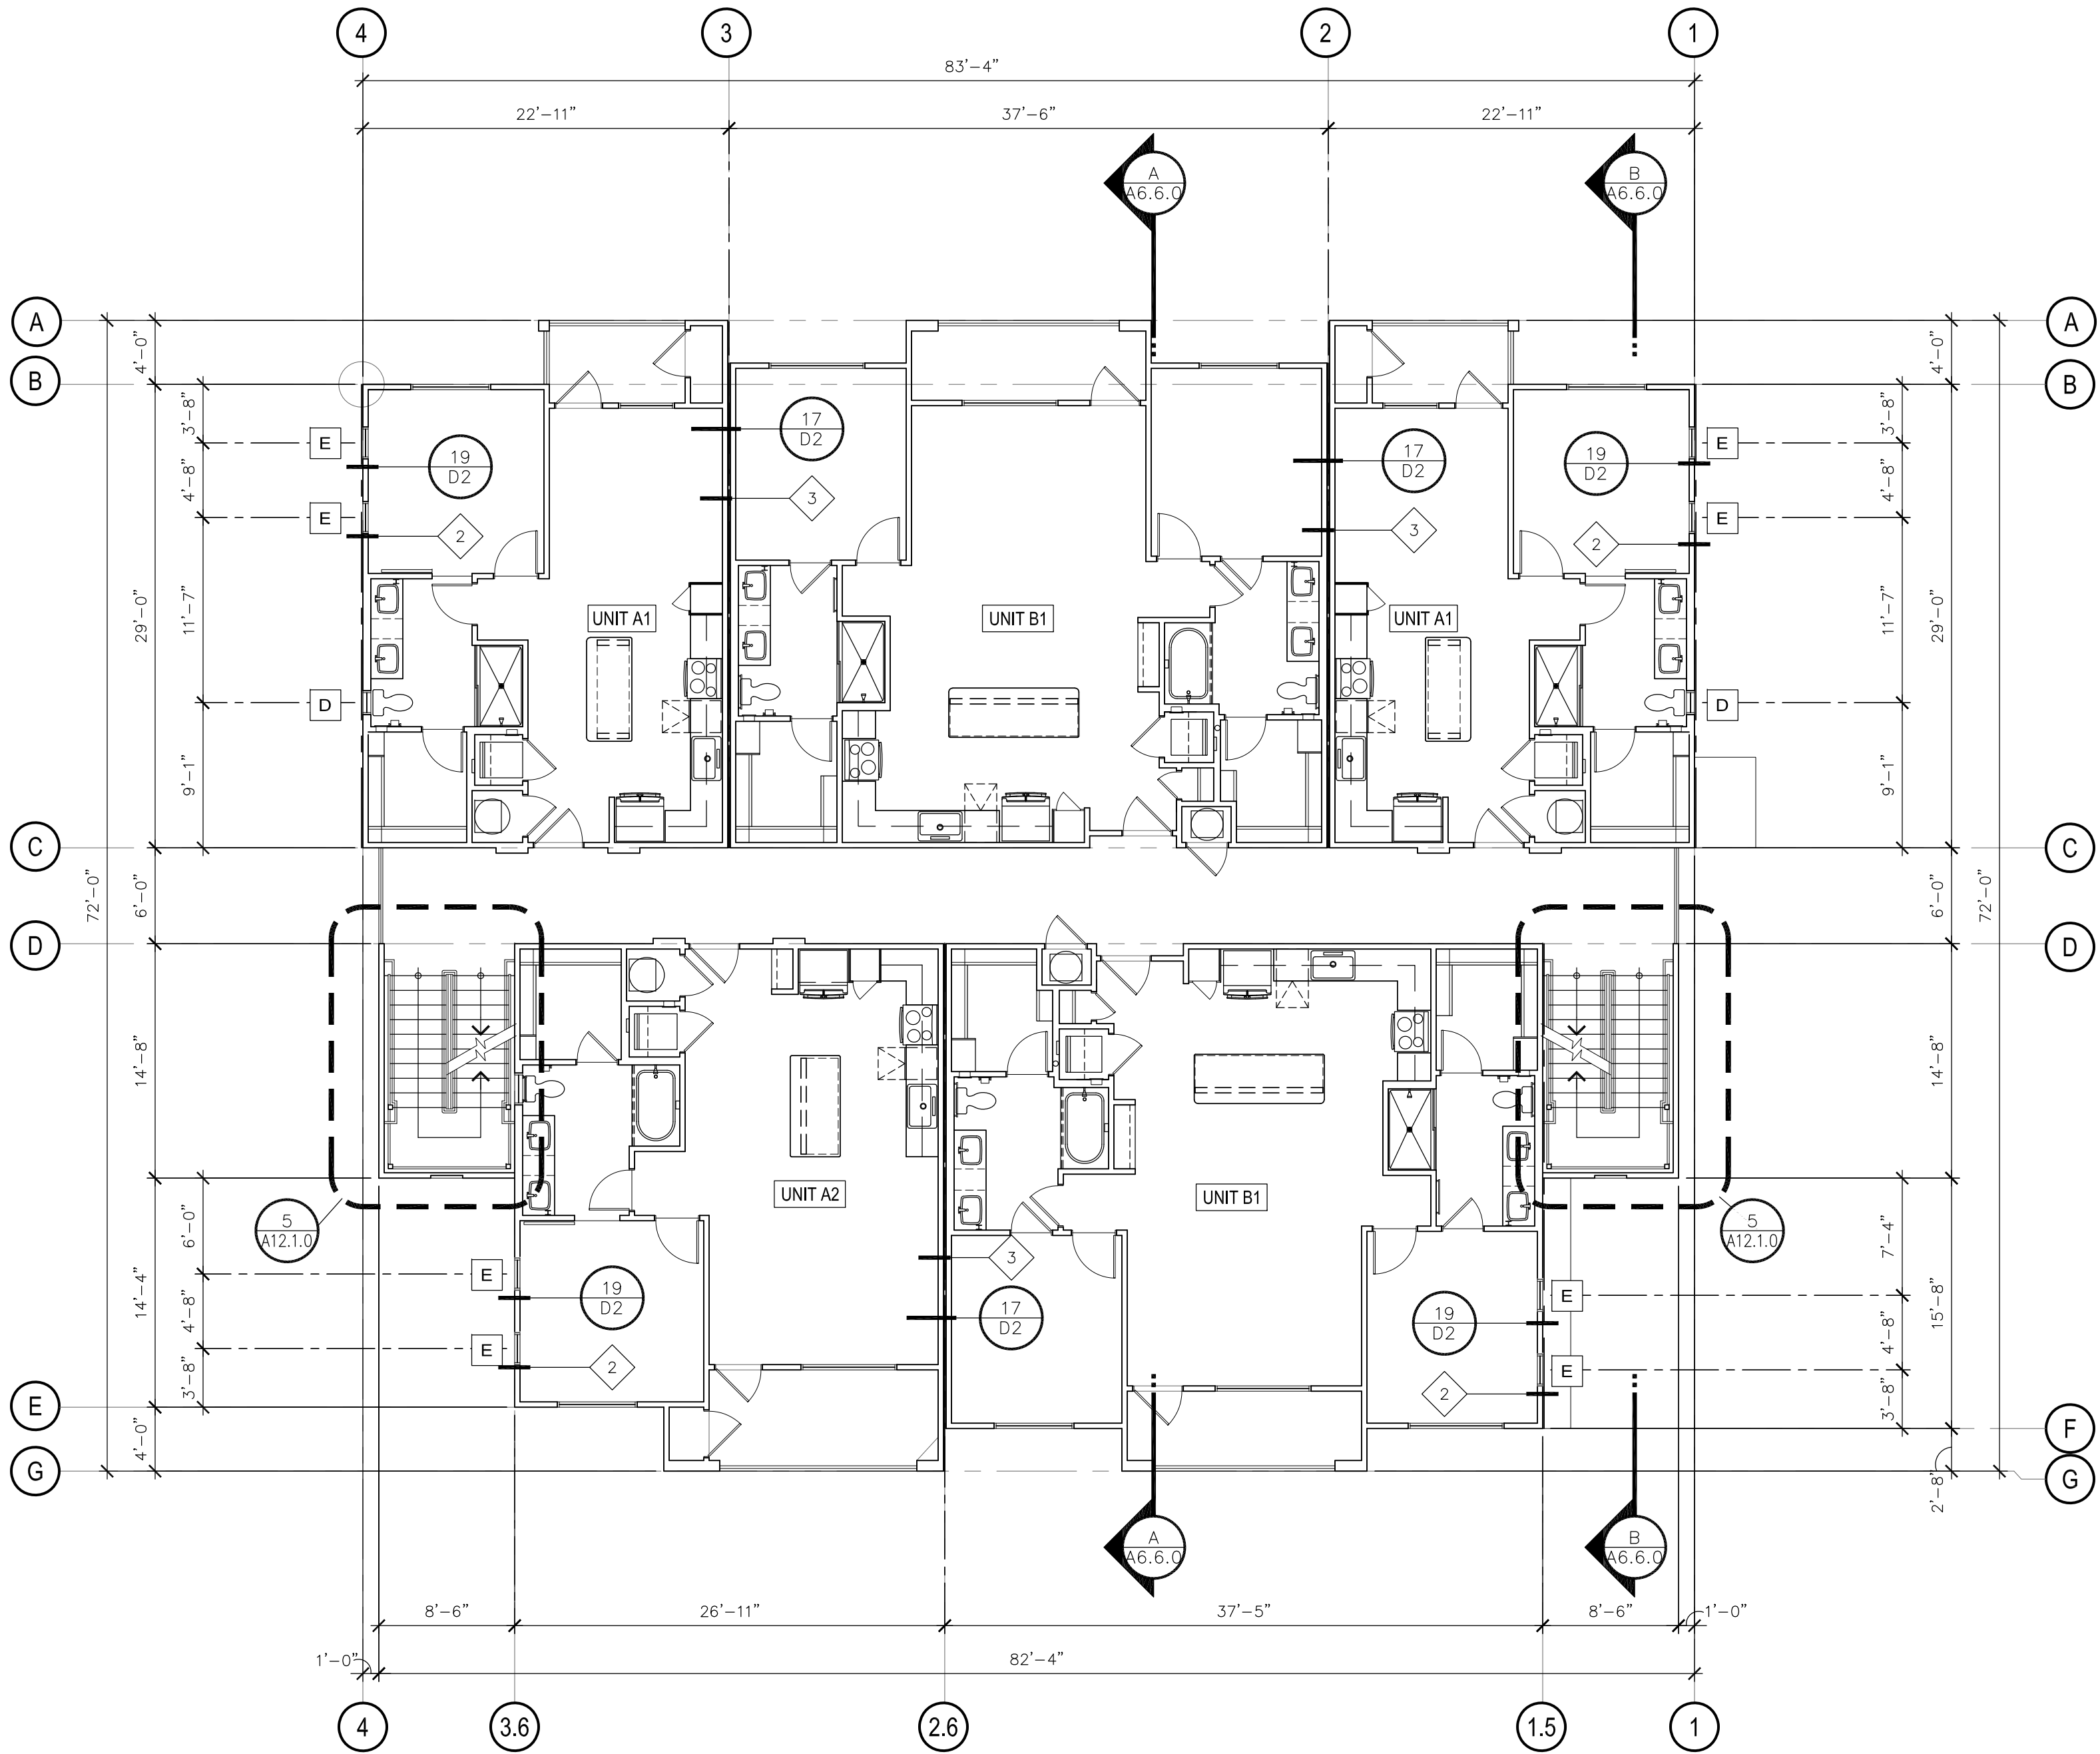 4
3
2
1
83'-4"
22'-11"
37'-6"
22'-11"
A
A6.6.0
B
A6.6.0
A
A
4'-0"
4'-0"
B
B
3'-8"
3'-8"
17
D2
E
19
D2
17
D2
19
D2
E
4'-8"
4'-8"
3
E
2
3
2
E
29'-0"
11'-7"
UNIT A1
UNIT B1
UNIT A1
11'-7"
29'-0"
D
D
9'-1"
9'-1"
C
C
72'-0"
6'-0"
6'-0"
72'-0"
D
D
14'-8"
14'-8"
UNIT A2
UNIT B1
5
A12.1.0
5
A12.1.0
6'-0"
7'-4"
3
E
19
D2
E
14'-4"
4'-8"
17
D2
19
D2
4'-8"
15'-8"
E
2
E
3'-8"
2
3'-8"
E
F
4'-0"
G
G
2'-8"
A
A6.6.0
B
A6.6.0
8'-6"
26'-11"
37'-5"
8'-6"
1'-0"
1'-0"
82'-4"
4
3.6
2.6
1.5
1